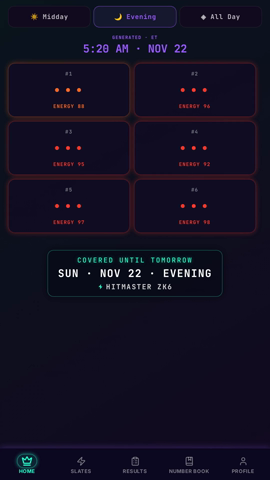 Midday
Evening
All Day
GENERATED · ET
5:20 AM · NOV 22
#1
#2
ENERGY 88
ENERGY 96
#3
#4
ENERGY 95
ENERGY 92
#5
#6
ENERGY 97
ENERGY 98
COVERED UNTIL TOMORROW
SUN · NOV 22 · EVENING
HITMASTER ZK6
HOME
SLATES
RESULTS
NUMBER BOOK
PROFILE